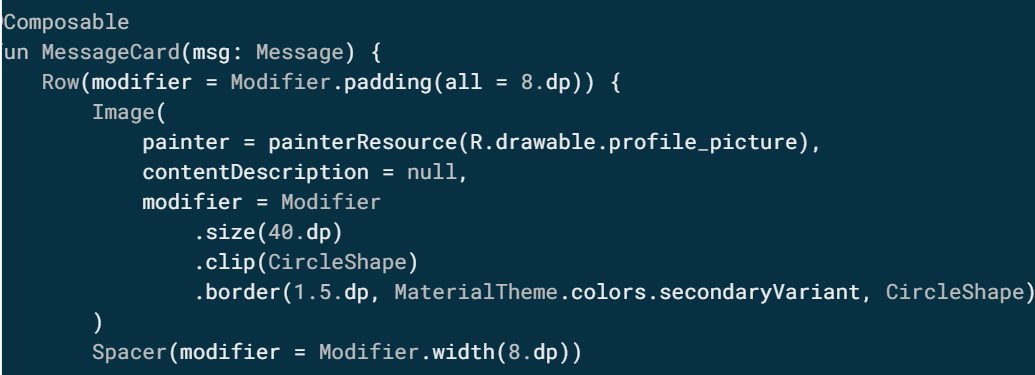 @Composable
fun MessageCard(msg: Message) {
    Row(modifier = Modifier.padding(all = 8.dp)) {
        Image(
            painter = painterResource(R.drawable.profile_picture),
            contentDescription = null,
            modifier = Modifier
                .size(40.dp)
                .clip(CircleShape)
                .border(1.5.dp, MaterialTheme.colors.secondaryVariant, CircleShape)
        )
        Spacer(modifier = Modifier.width(8.dp))